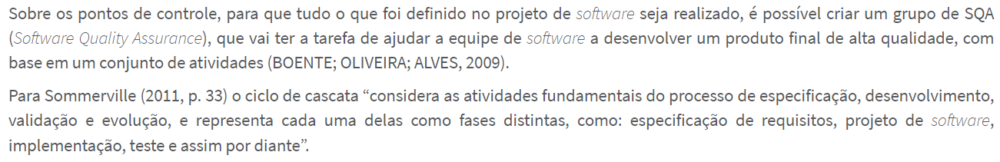 Sobre os pontos de controle, para que tudo o que foi definido no projeto de software seja realizado, é possível criar um grupo de SQA
(Software Quality Assurance), que vai ter a tarefa de ajudar a equipe de software a desenvolver um produto final de alta qualidade, com
base em um conjunto de atividades (BOENTE; OLIVEIRA; ALVES, 2009).
Para Sommerville (2011, p. 33) o ciclo de cascata “considera as atividades fundamentais do processo de especificação, desenvolvimento,
validação e evolução, e representa cada uma delas como fases distintas, como: especificação de requisitos, projeto de software,
implementação, teste e assim por diante”.